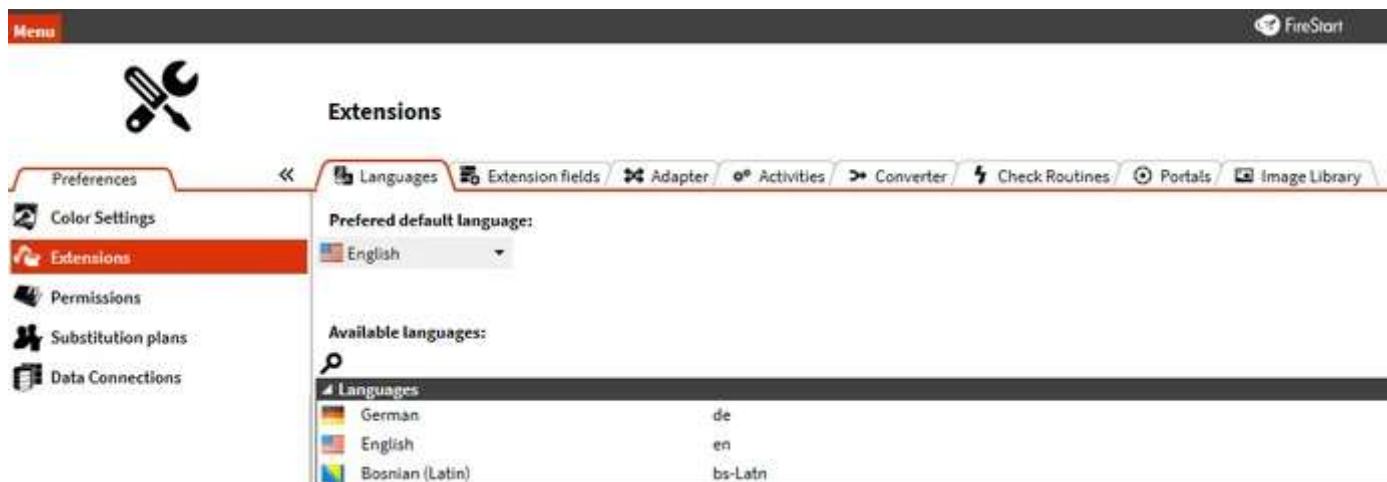 Menu
FireStart
Extensions
Preferences
«
Languages
Extension fields
Adapter
Activities
Converter
Check Routines
Portals
Image Library
Color Settings
Extensions
Permissions
Substitution plans
Data Connections
Prefered default language:
English
Available languages:
Languages
German de
English en
Bosnian (Latin) bs-Latn